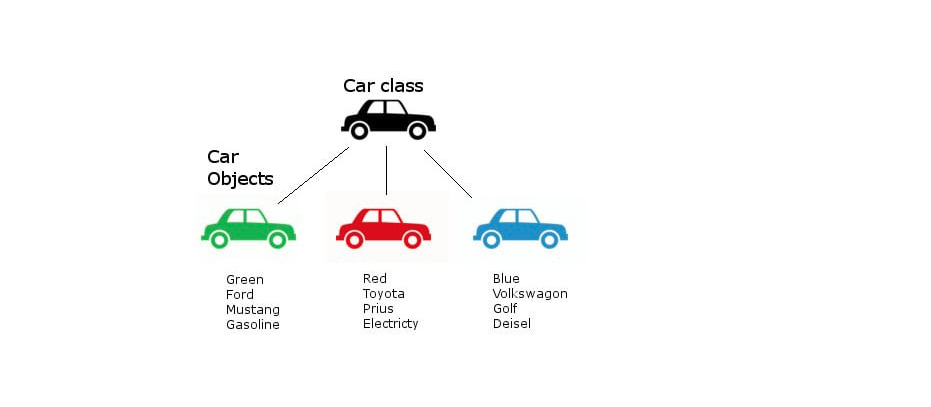 Car class
Car
Objects
Green
Ford
Mustang
Gasoline
Red
Toyota
Prius
Electricty
Blue
Volkswagon
Golf
Deisel